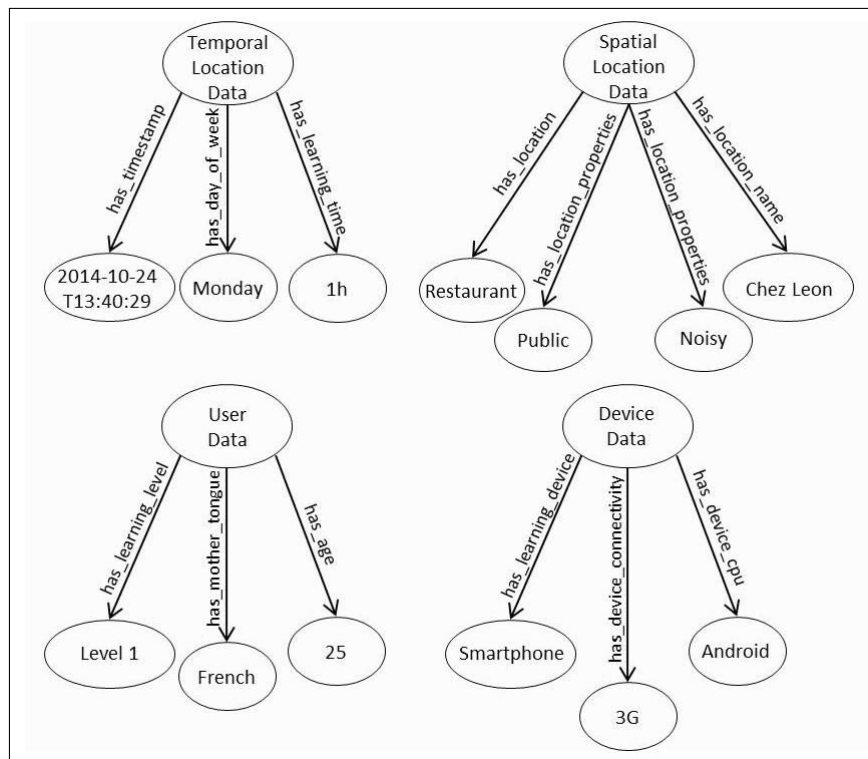 Temporal
Location
Data
has_timestamp
has_day_of_week
has_learning_time
2014-10-24
T13:40:29
Monday
1h
Spatial
Location
Data
has_location
has_location_properties
has_location_properties
has_location_name
Restaurant
Public
Noisy
Chez Leon
User
Data
has_learning_level
has_mother_tongue
has_age
Level 1
French
25
Device
Data
has_learning_device
has_device_connectivity
has_device_cpu
Smartphone
3G
Android